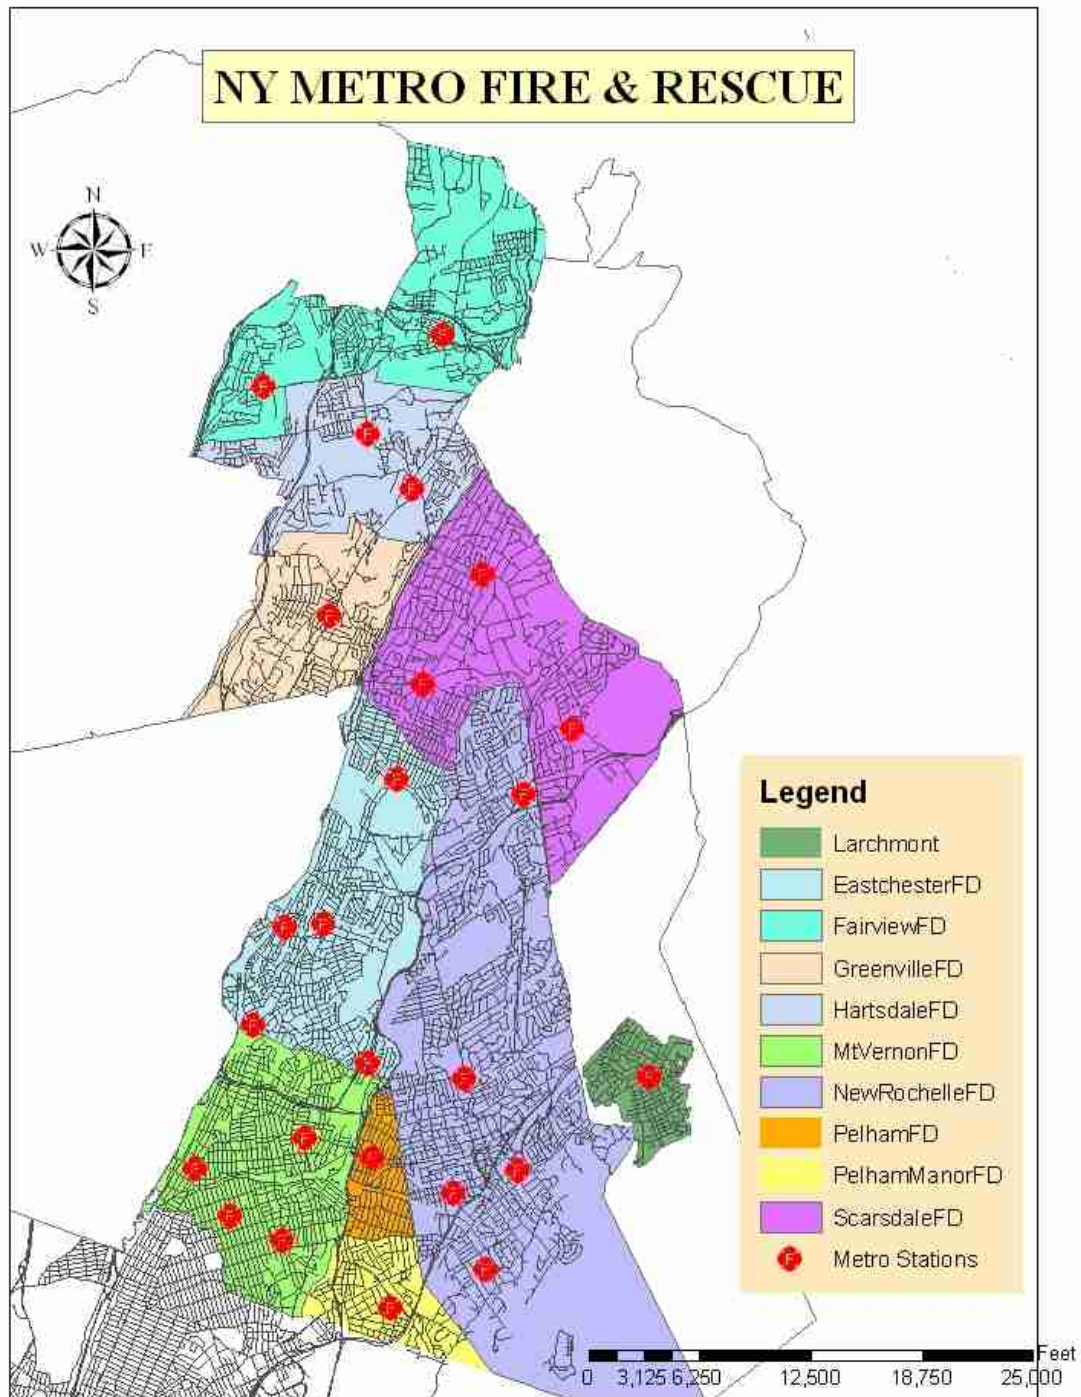 NY METRO FIRE & RESCUE
N
W E
S
Legend
Larchmont
EastchesterFD
FairviewFD
GreenvilleFD
HartsdaleFD
MtVernonFD
NewRochelleFD
PelhamFD
PelhamManorFD
ScarsdaleFD
F Metro Stations
Feet
0 3,125 6,250 12,500 18,750 25,000